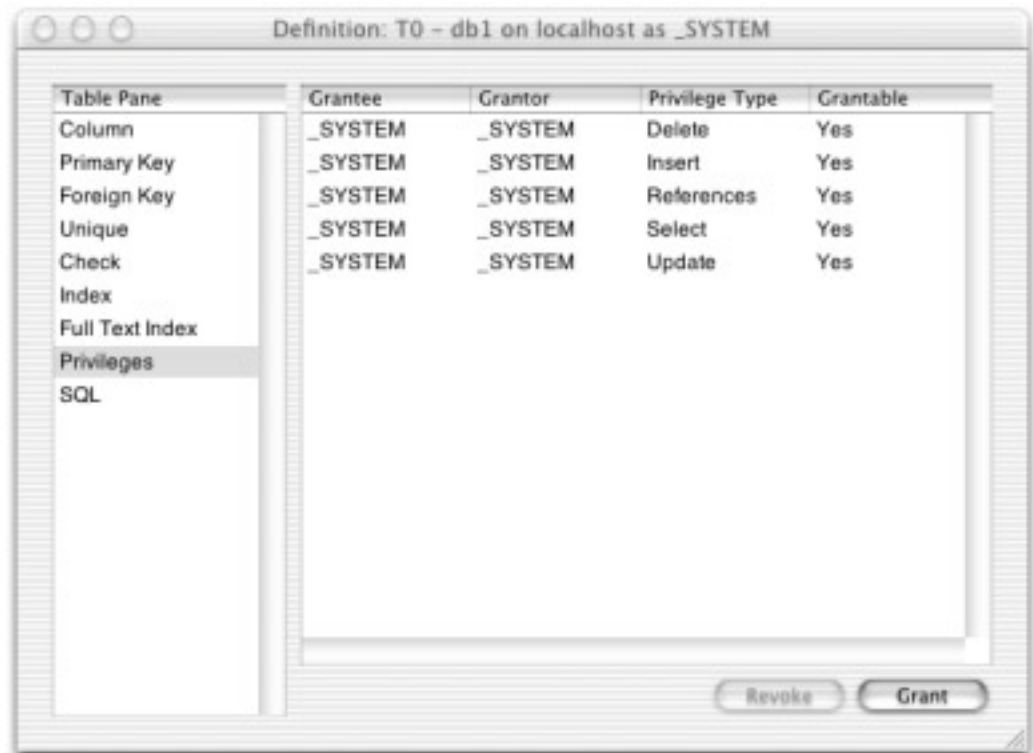 Definition: T0 - db1 on localhost as _SYSTEM
Table Pane
Column
Primary Key
Foreign Key
Unique
Check
Index
Full Text Index
Privileges
SQL
Grantee Grantor Privilege Type Grantable
_SYSTEM _SYSTEM Delete Yes
_SYSTEM _SYSTEM Insert Yes
_SYSTEM _SYSTEM References Yes
_SYSTEM _SYSTEM Select Yes
_SYSTEM _SYSTEM Update Yes
Revoke Grant